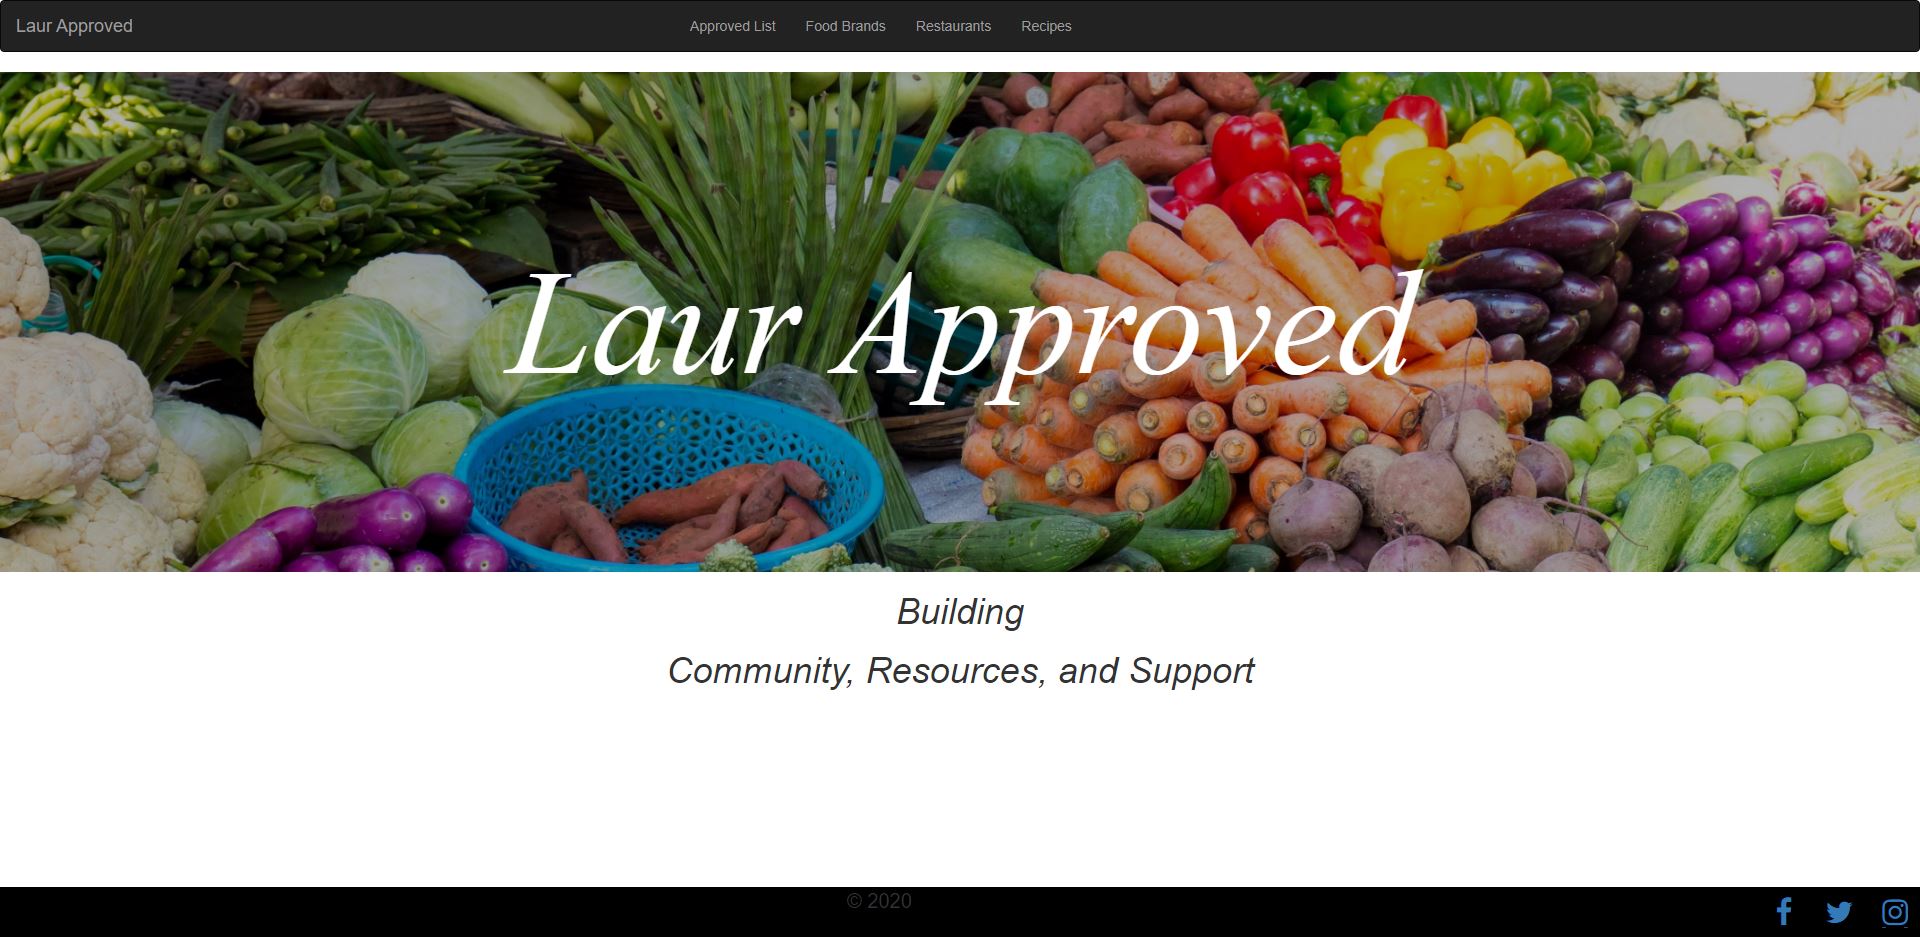 Laur Approved Approved List Food Brands Restaurants Recipes
Laur Approved
Building
Community, Resources, and Support
© 2020